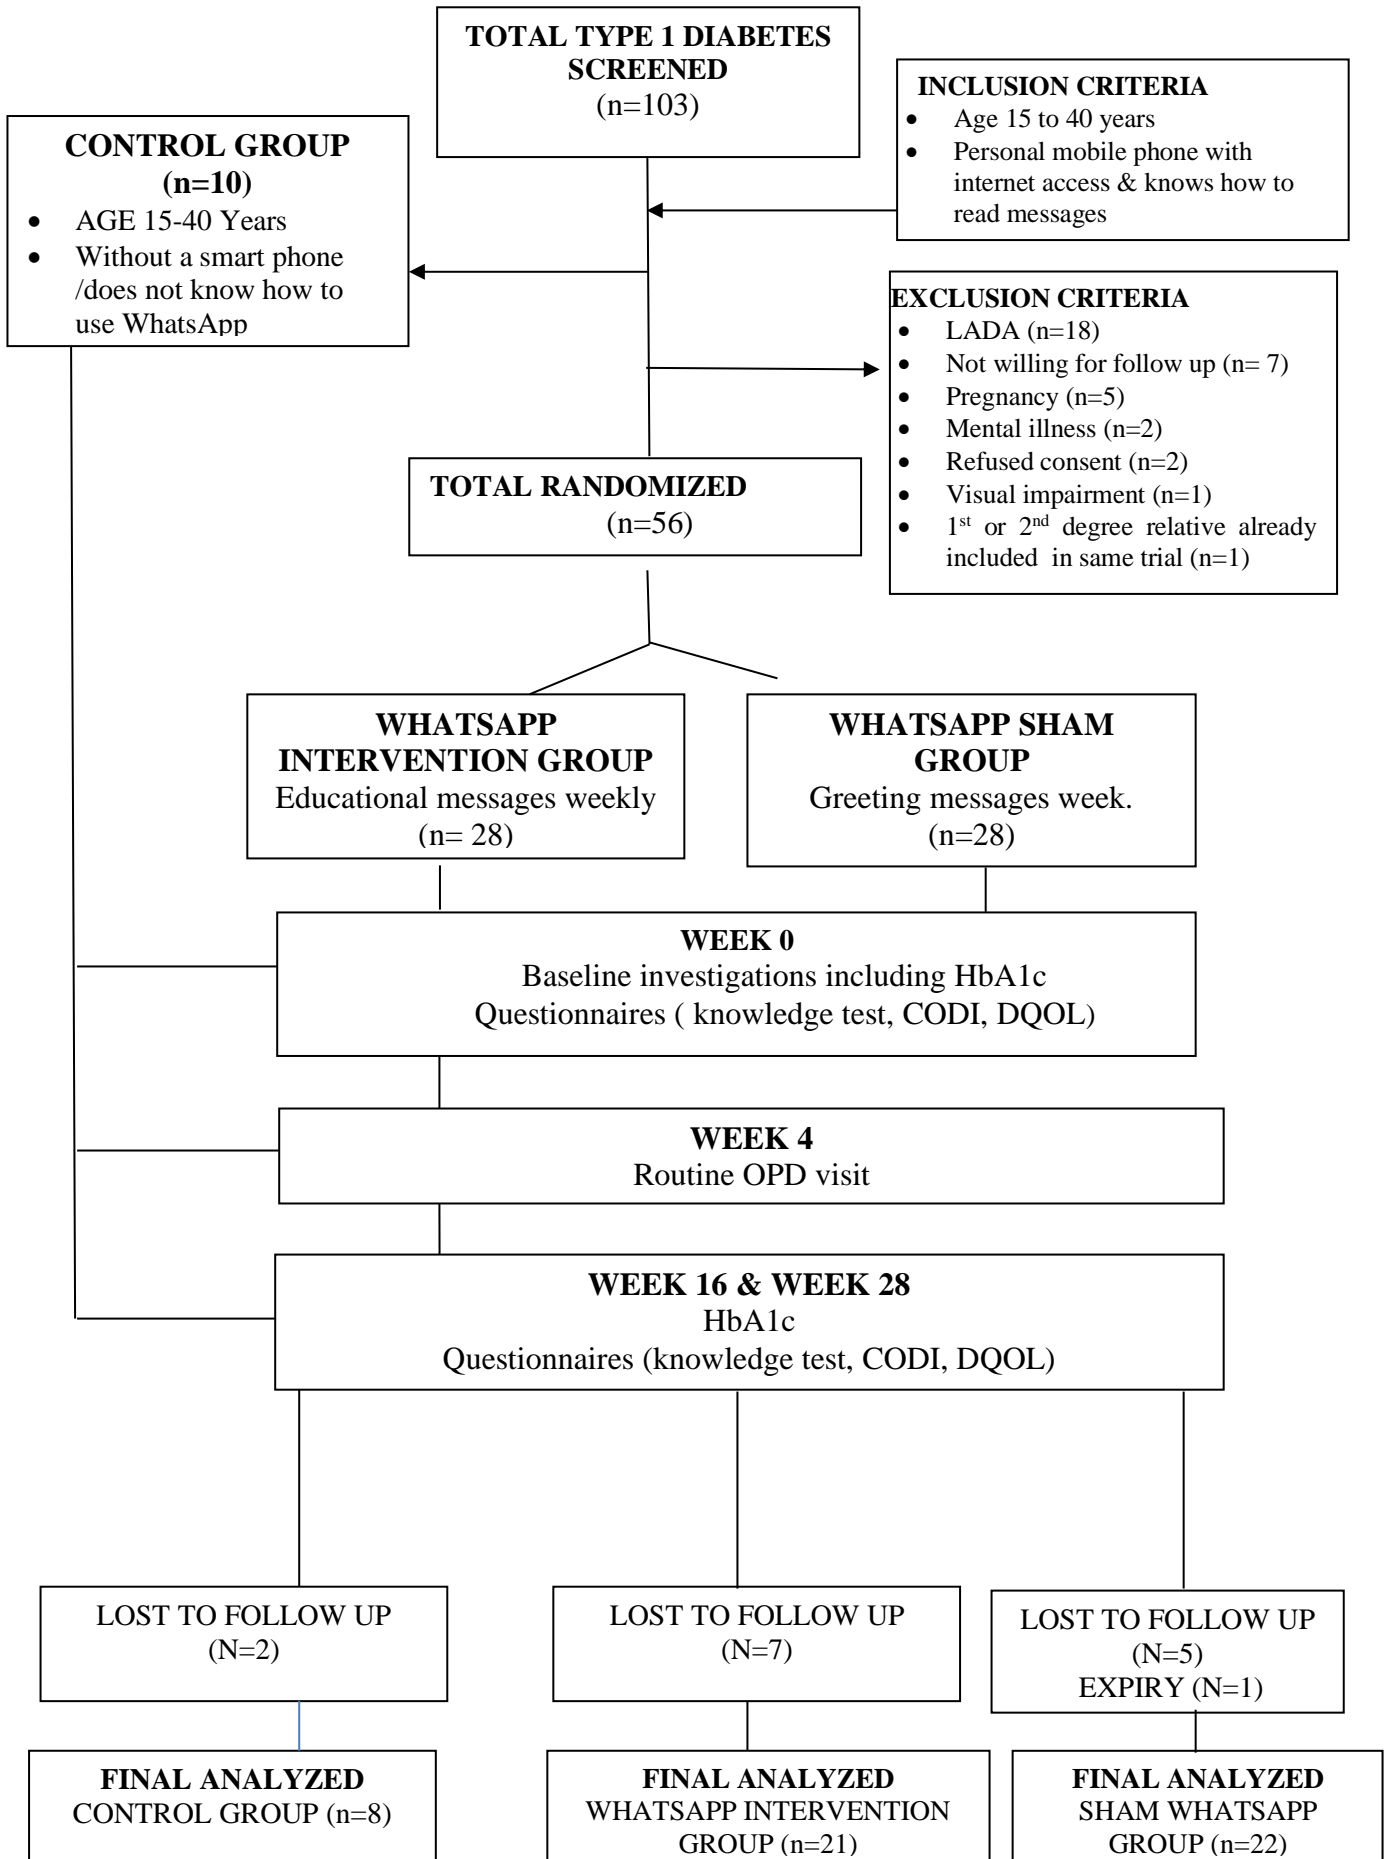 TOTAL TYPE 1 DIABETES
SCREENED
(n=103)
INCLUSION CRITERIA
• Age 15 to 40 years
• Personal mobile phone with
internet access & knows how to
read messages
CONTROL GROUP
(n=10)
• AGE 15-40 Years
• Without a smart phone
/does not know how to
use WhatsApp
EXCLUSION CRITERIA
• LADA (n=18)
• Not willing for follow up (n= 7)
• Pregnancy (n=5)
• Mental illness (n=2)
• Refused consent (n=2)
• Visual impairment (n=1)
• 1st or 2nd degree relative already
included in same trial (n=1)
TOTAL RANDOMIZED
(n=56)
WHATSAPP
INTERVENTION GROUP
Educational messages weekly
(n= 28)
WHATSAPP SHAM
GROUP
Greeting messages week.
(n=28)
WEEK 0
Baseline investigations including HbA1c
Questionnaires ( knowledge test, CODI, DQOL)
WEEK 4
Routine OPD visit
WEEK 16 & WEEK 28
HbA1c
Questionnaires (knowledge test, CODI, DQOL)
LOST TO FOLLOW UP
(N=2)
LOST TO FOLLOW UP
(N=7)
LOST TO FOLLOW UP
(N=5)
EXPIRY (N=1)
FINAL ANALYZED
CONTROL GROUP (n=8)
FINAL ANALYZED
WHATSAPP INTERVENTION
GROUP (n=21)
FINAL ANALYZED
SHAM WHATSAPP
GROUP (n=22)